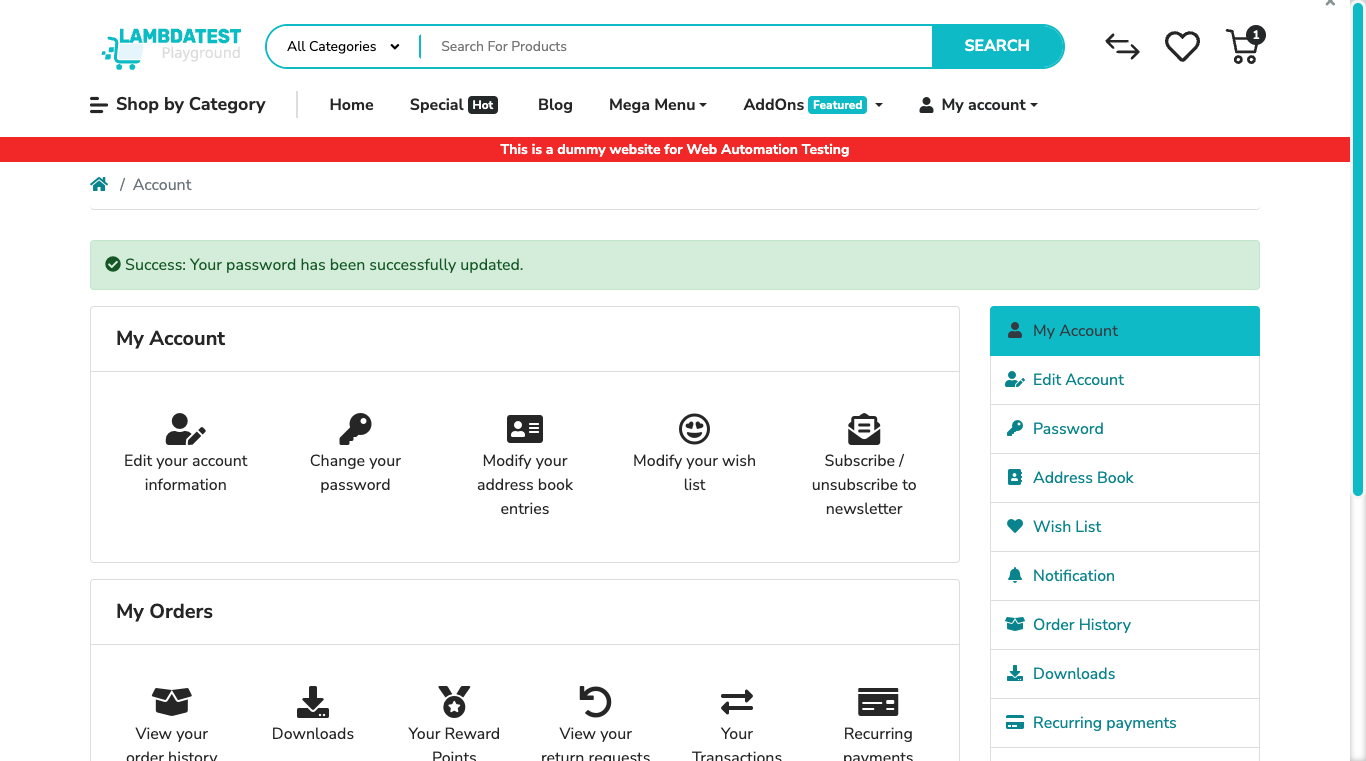 LAMBDATEST
Playground
All Categories
Search For Products
SEARCH
1
Shop by Category
Home
Special Hot
Blog
Mega Menu
AddOns Featured
My account
This is a dummy website for Web Automation Testing
/ Account
Success: Your password has been successfully updated.
My Account
Edit your account
information
Change your
password
Modify your
address book
entries
Modify your wish
list
Subscribe /
unsubscribe to
newsletter
My Orders
View your
order history
Downloads
Your Reward
Points
View your
return requests
Your
Transactions
Recurring
payments
My Account
Edit Account
Password
Address Book
Wish List
Notification
Order History
Downloads
Recurring payments